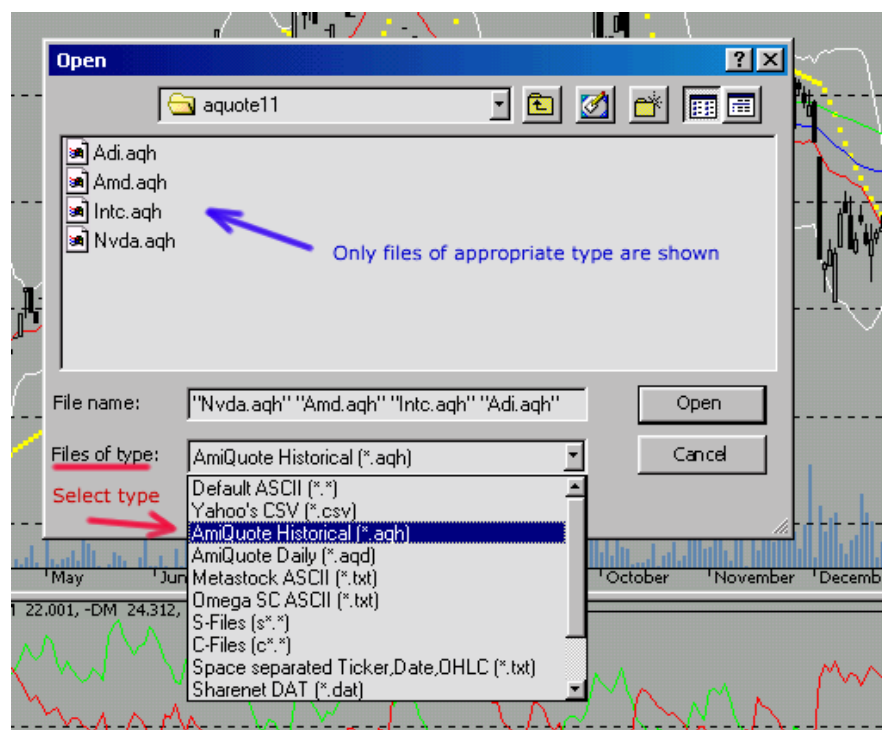 Open
aquote11
Adi.aqh
Amd.aqh
Intc.aqh
Nvda.aqh
Only files of appropriate type are shown
File name:
"Nvda.aqh" "Amd.aqh" "Intc.aqh" "Adi.aqh"
Open
Files of type:
AmiQuote Historical (*.aqh)
Cancel
Select type
Default ASCII (*.*)
Yahoo's CSV (*.csv)
AmiQuote Historical (*.aqh)
AmiQuote Daily (*.aqd)
Metastock ASCII (*.txt)
Omega SC ASCII (*.txt)
S-Files (s*.*)
C-Files (c*.*)
Space separated Ticker,Date,OHLC (*.txt)
Sharenet DAT (*.dat)
May Jun October November Decemb
22.001, -DM 24.312,